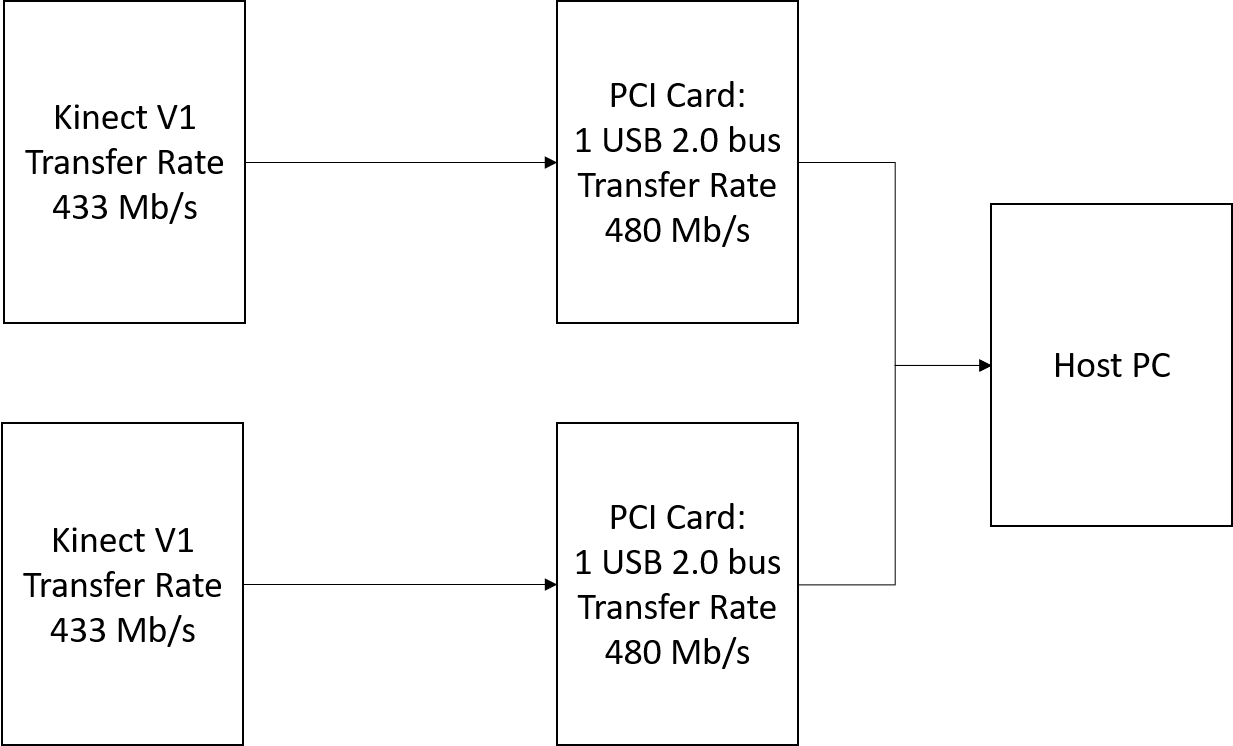 Kinect V1
Transfer Rate
433 Mb/s
PCI Card:
1 USB 2.0 bus
Transfer Rate
480 Mb/s
Host PC
Kinect V1
Transfer Rate
433 Mb/s
PCI Card:
1 USB 2.0 bus
Transfer Rate
480 Mb/s